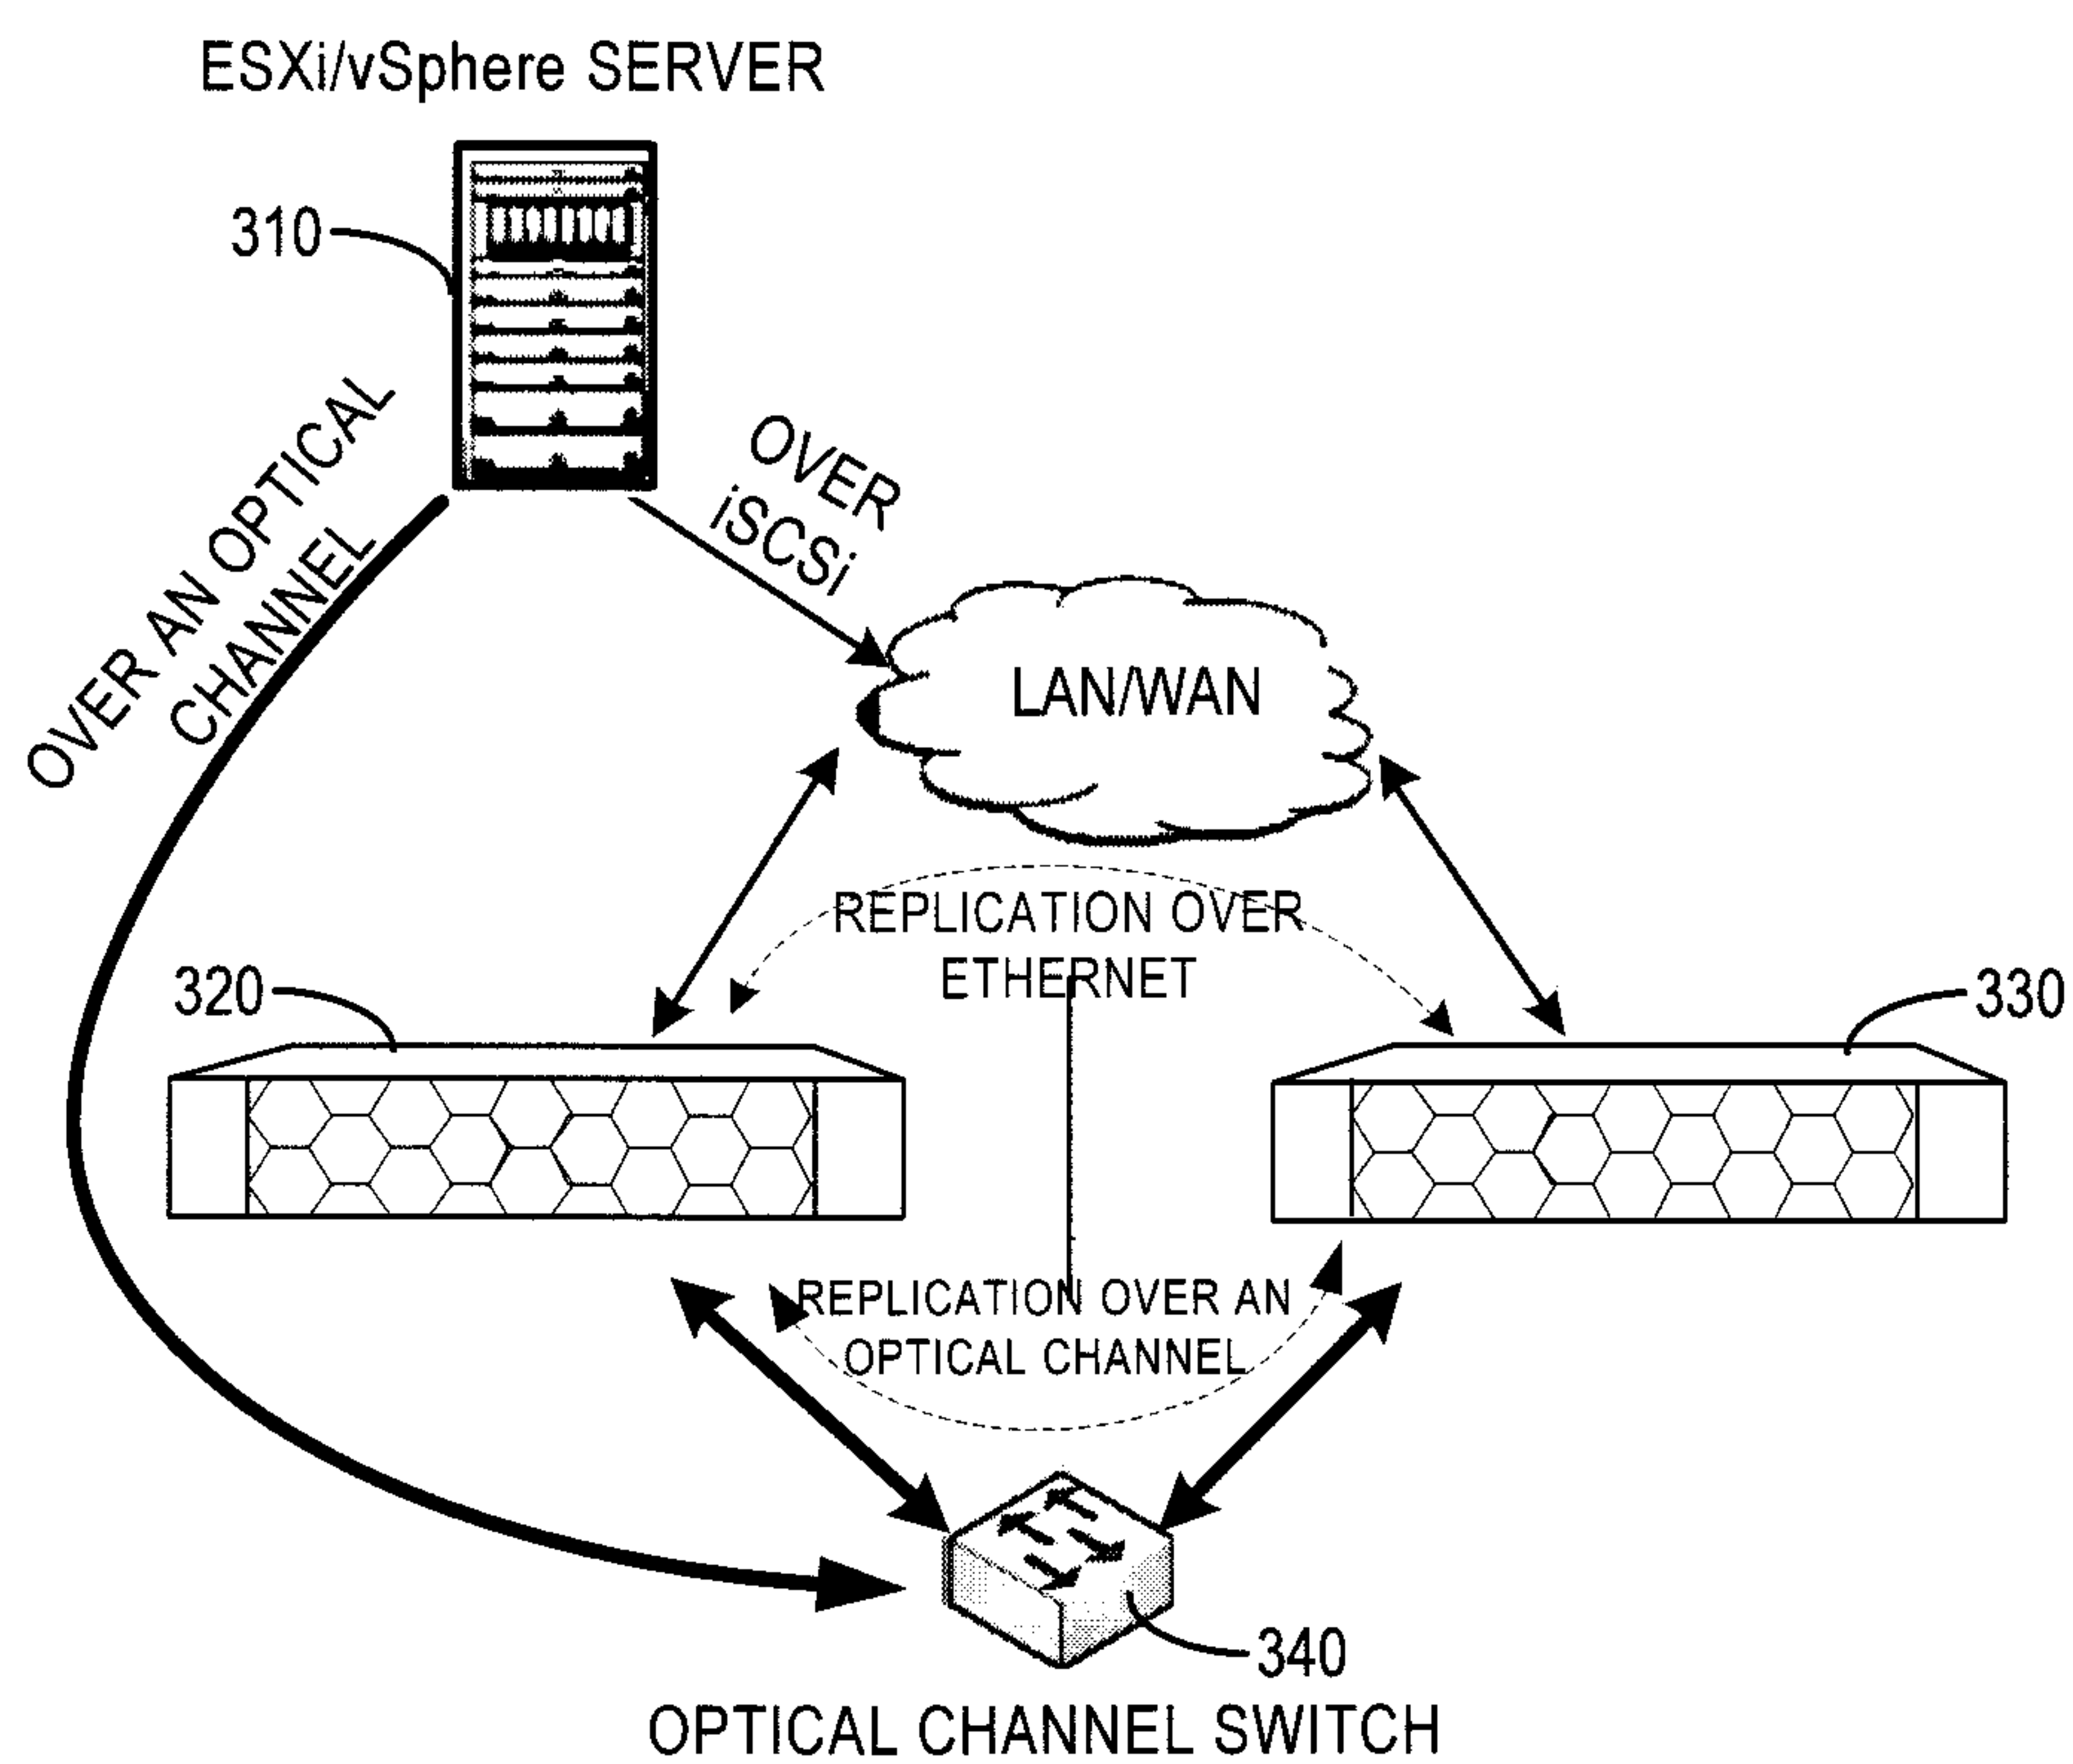 ESXi/vSphere SERVER
310
OVER AN OPTICAL
CHANNEL
OVER
iSCSi
LAN/WAN
REPLICATION OVER
ETHERNET
320
330
REPLICATION OVER AN
OPTICAL CHANNEL
340
OPTICAL CHANNEL SWITCH